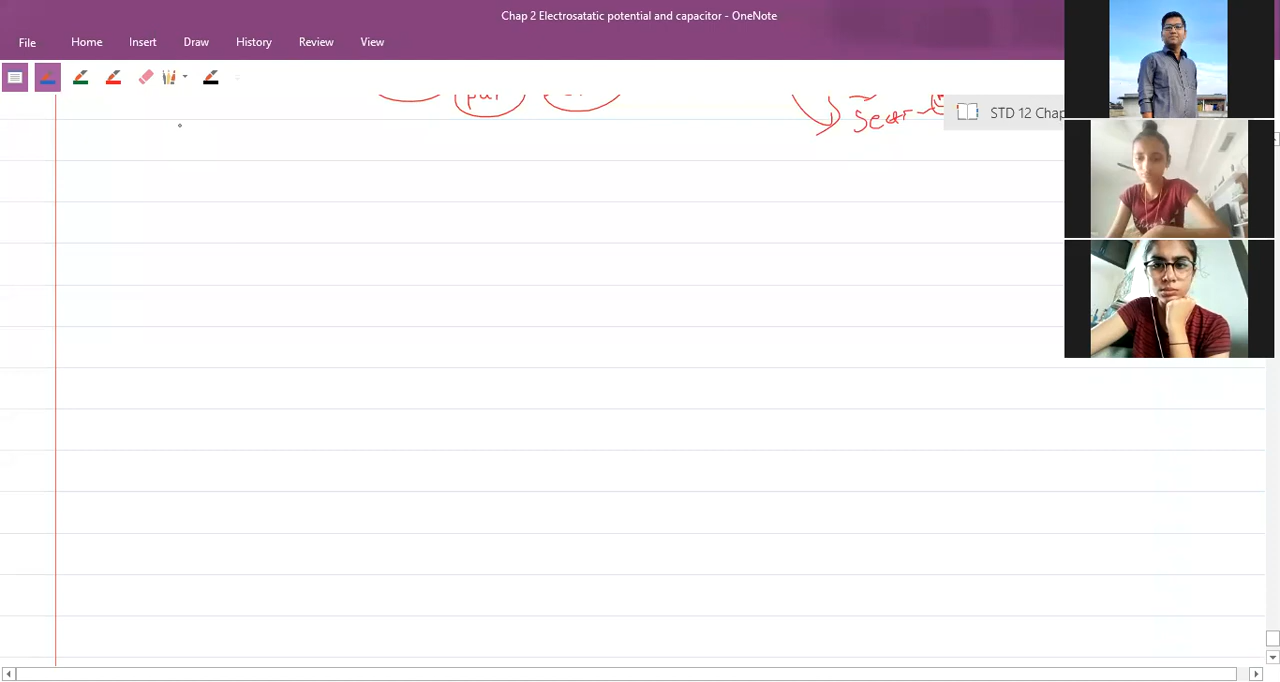 Chap 2 Electrosatatic potential and capacitor - OneNote
File Home Insert Draw History Review View
STD 12 Chap